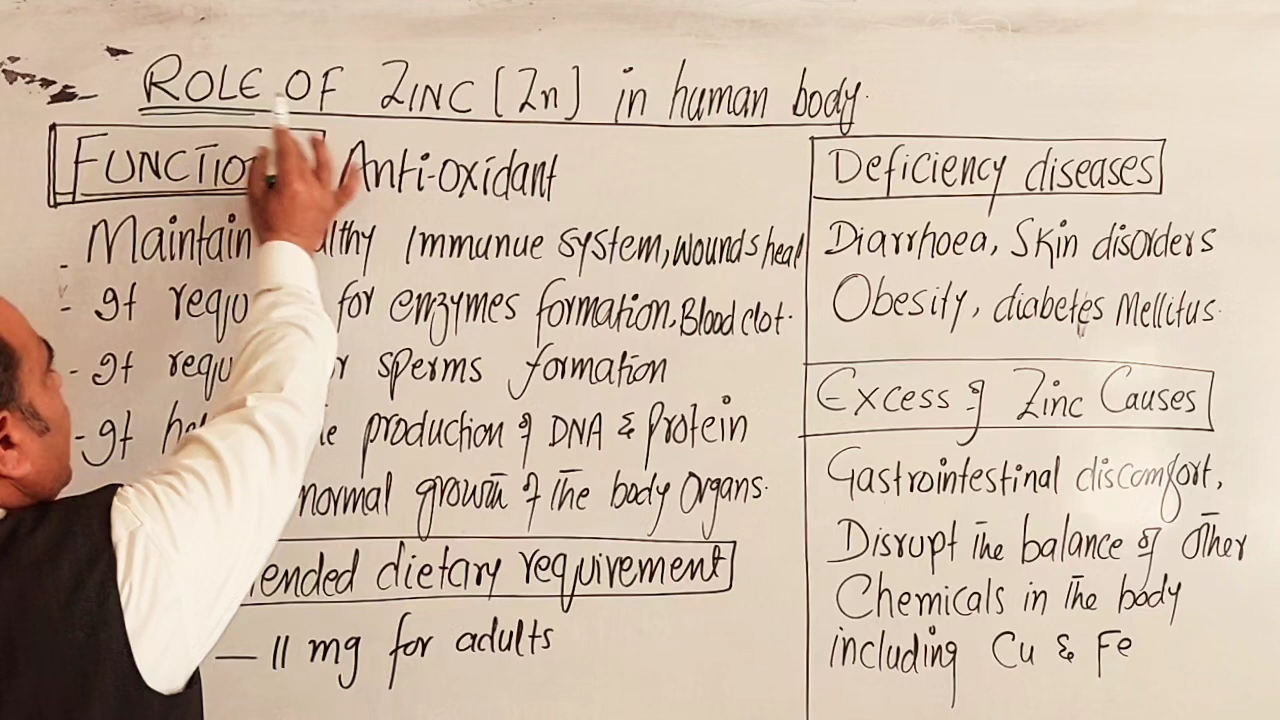 ROLE OF ZINC [Zn] in human body.
FUNCTIO Anti-oxidant
- Maintain lthy Immunue system, wounds heal
- It requ for enzymes formation, Blood clot.
- It requ r sperms formation
- It he production of DNA & Protein
normal growth of the body Organs.
ended dietary requirement
— 11 mg for adults
Deficiency diseases
Diarrhoea, Skin disorders
Obesity, diabetes Mellitus.
Excess of Zinc Causes
Gastrointestinal discomfort,
Disrupt the balance of Other
Chemicals in the body
including Cu & Fe